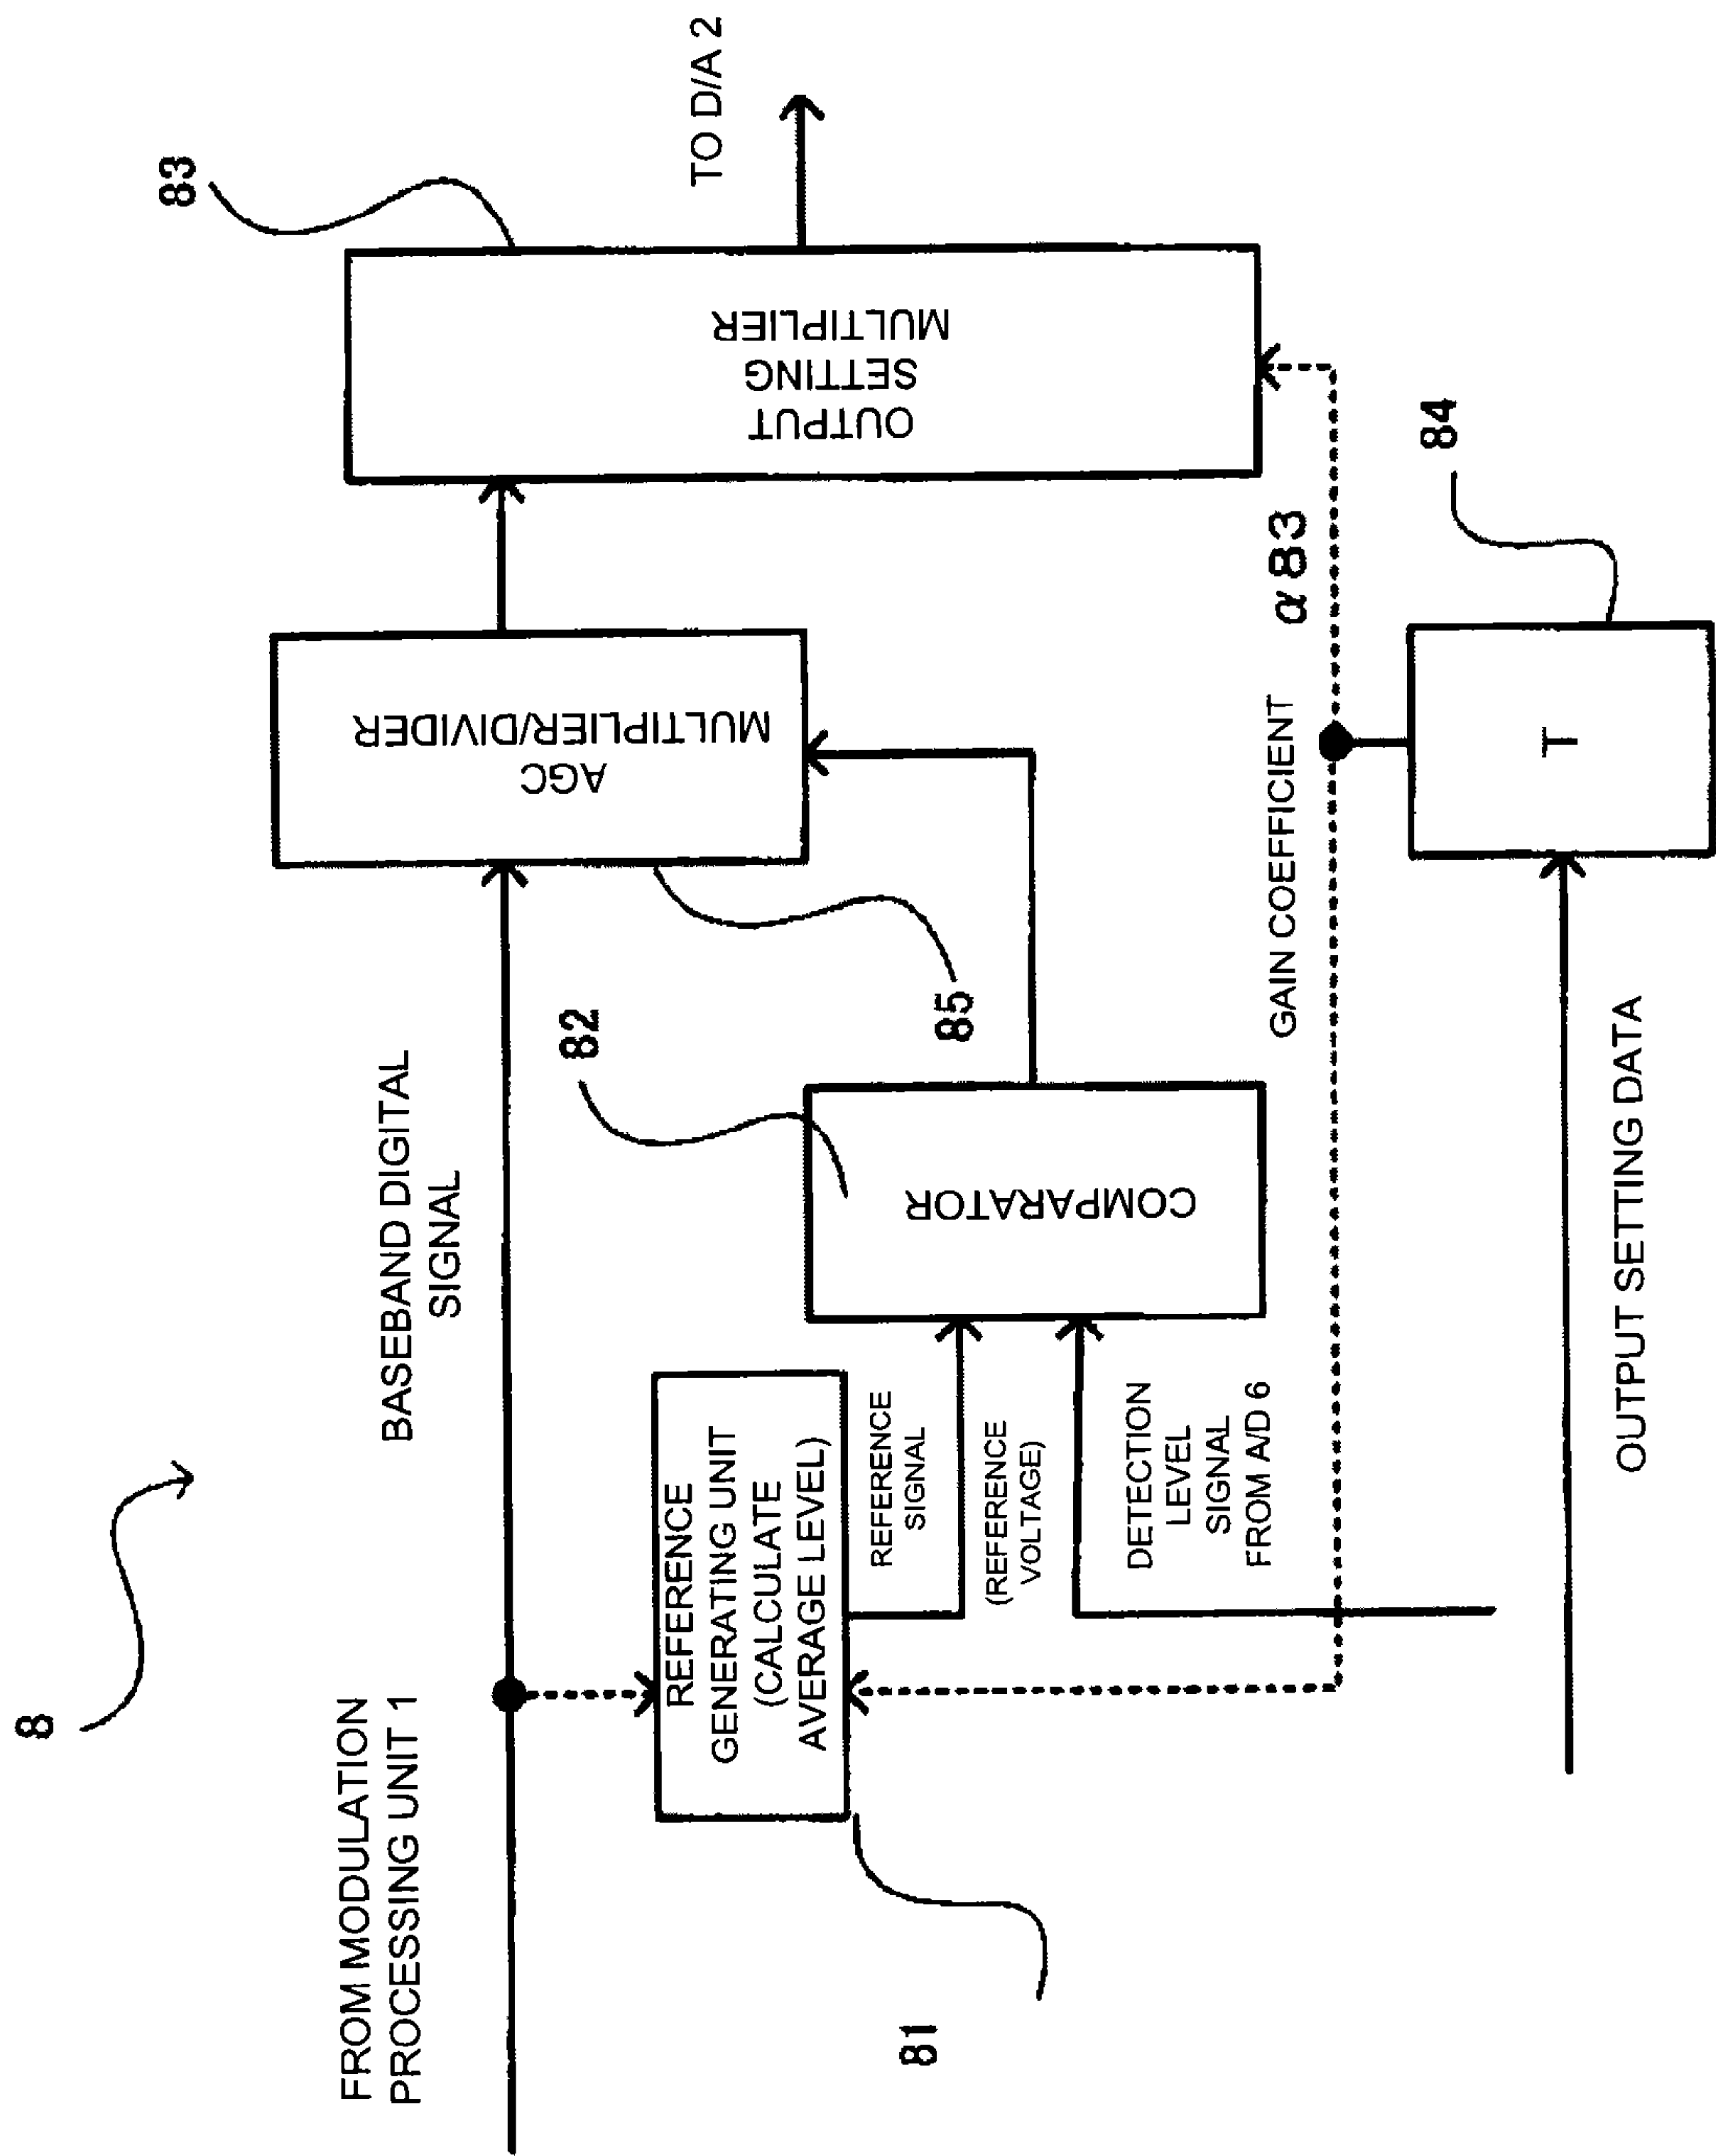 8
FROM MODULATION
PROCESSING UNIT 1
BASEBAND DIGITAL
SIGNAL
83
TO D/A 2
AGC
MULTIPLIER/DIVIDER
OUTPUT
SETTING
MULTIPLIER
82
85
REFERENCE
GENERATING UNIT
(CALCULATE
AVERAGE LEVEL)
81
REFERENCE
SIGNAL
(REFERENCE
VOLTAGE)
COMPARATOR
DETECTION
LEVEL
SIGNAL
FROM A/D 6
GAIN COEFFICIENT
α83
84
T
OUTPUT SETTING DATA